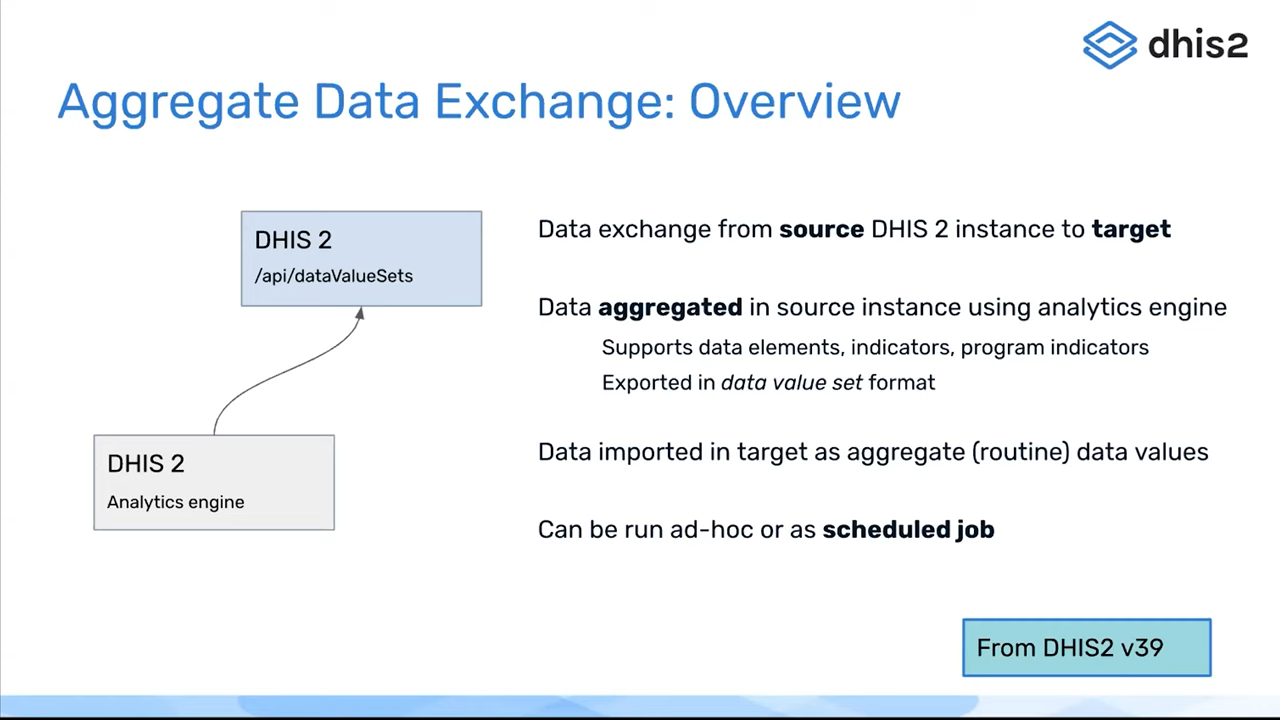 dhis2
Aggregate Data Exchange: Overview
DHIS 2
/api/dataValueSets
DHIS 2
Analytics engine
Data exchange from source DHIS 2 instance to target
Data aggregated in source instance using analytics engine
Supports data elements, indicators, program indicators
Exported in data value set format
Data imported in target as aggregate (routine) data values
Can be run ad-hoc or as scheduled job
From DHIS2 v39